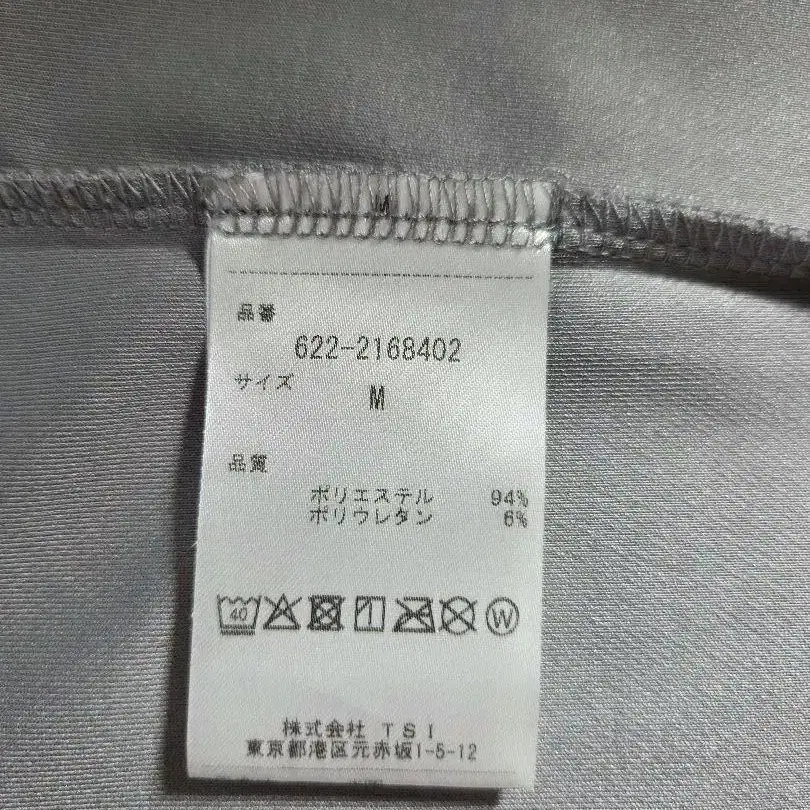 M
品番
622-2168402
サイズ
M
品質
ポリエステル 94%
ポリウレタン 6%
40 W
株式会社 TSI
東京都港区元赤坂1-5-12